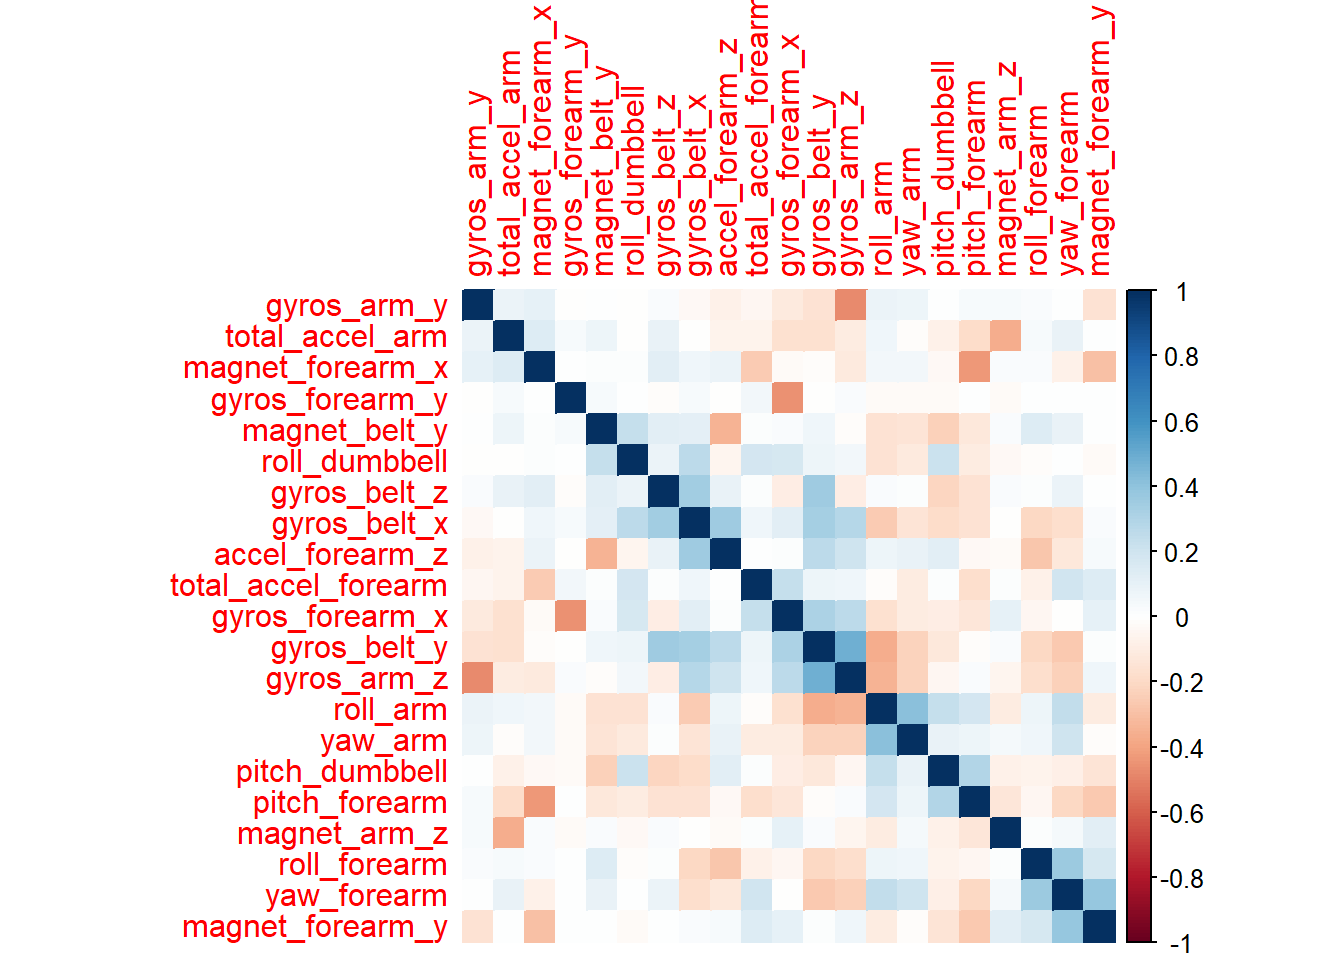 gyros_arm_y
total_accel_arm
magnet_forearm_x
gyros_forearm_y
magnet_belt_y
roll_dumbbell
gyros_belt_z
gyros_belt_x
accel_forearm_z
total_accel_forearm
gyros_forearm_x
gyros_belt_y
gyros_arm_z
roll_arm
yaw_arm
pitch_dumbbell
pitch_forearm
magnet_arm_z
roll_forearm
yaw_forearm
magnet_forearm_y
gyros_arm_y
total_accel_arm
magnet_forearm_x
gyros_forearm_y
magnet_belt_y
roll_dumbbell
gyros_belt_z
gyros_belt_x
accel_forearm_z
total_accel_forearm
gyros_forearm_x
gyros_belt_y
gyros_arm_z
roll_arm
yaw_arm
pitch_dumbbell
pitch_forearm
magnet_arm_z
roll_forearm
yaw_forearm
magnet_forearm_y
1
0.8
0.6
0.4
0.2
0
-0.2
-0.4
-0.6
-0.8
-1